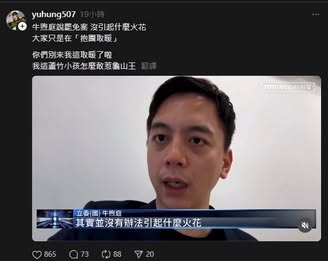 yuhung507 19小時
牛煦庭說罷免案 沒引起什麼火花
大家只是在「抱團取暖」
你們別來我這取暖了啦
我這蘆竹小孩怎麼敢惹龜山王 翻譯
立委(國) 牛煦庭
其實並沒有辦法引起什麼火花
865 73 88 20